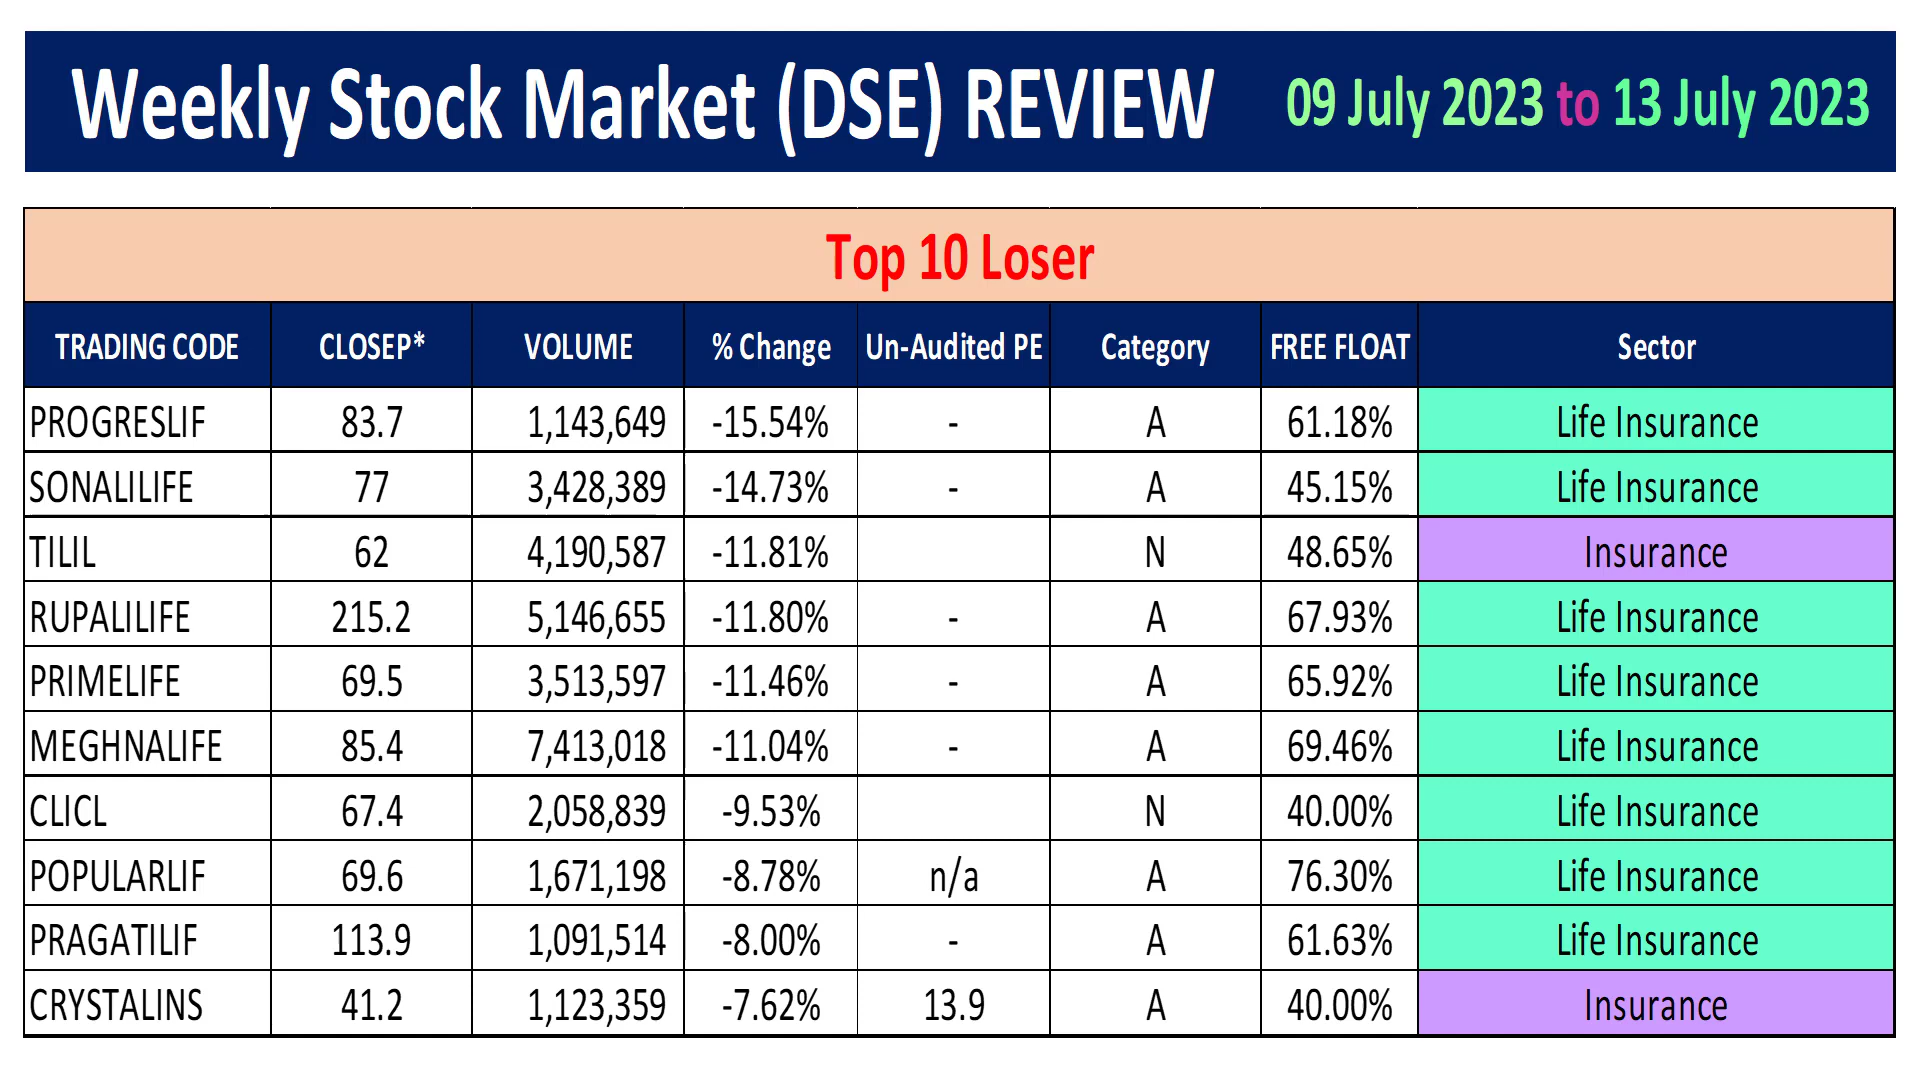 Weekly Stock Market (DSE) REVIEW 09 July 2023 to 13 July 2023
Top 10 Loser
TRADING CODE CLOSEP* VOLUME % Change Un-Audited PE Category FREE FLOAT Sector
PROGRESLIF 83.7 1,143,649 -15.54% - A 61.18% Life Insurance
SONALILIFE 77 3,428,389 -14.73% - A 45.15% Life Insurance
TILIL 62 4,190,587 -11.81% N 48.65% Insurance
RUPALILIFE 215.2 5,146,655 -11.80% - A 67.93% Life Insurance
PRIMELIFE 69.5 3,513,597 -11.46% - A 65.92% Life Insurance
MEGHNALIFE 85.4 7,413,018 -11.04% - A 69.46% Life Insurance
CLICL 67.4 2,058,839 -9.53% N 40.00% Life Insurance
POPULARLIF 69.6 1,671,198 -8.78% n/a A 76.30% Life Insurance
PRAGATILIF 113.9 1,091,514 -8.00% - A 61.63% Life Insurance
CRYSTALINS 41.2 1,123,359 -7.62% 13.9 A 40.00% Insurance